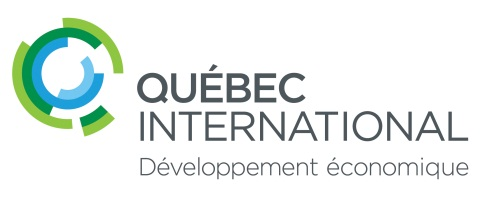 QUÉBEC
INTERNATIONAL
Développement économique